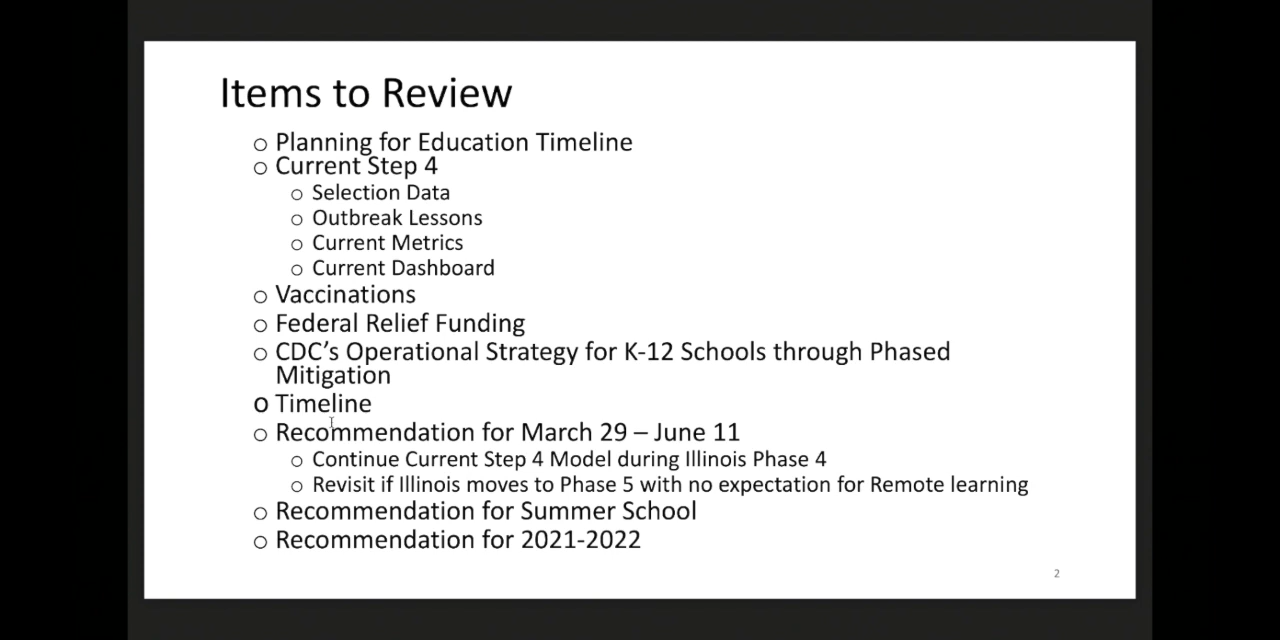 Items to Review
o Planning for Education Timeline
o Current Step 4
o Selection Data
o Outbreak Lessons
o Current Metrics
o Current Dashboard
o Vaccinations
o Federal Relief Funding
o CDC’s Operational Strategy for K-12 Schools through Phased
Mitigation
o Timeline
o Recommendation for March 29 – June 11
o Continue Current Step 4 Model during Illinois Phase 4
o Revisit if Illinois moves to Phase 5 with no expectation for Remote learning
o Recommendation for Summer School
o Recommendation for 2021-2022
2